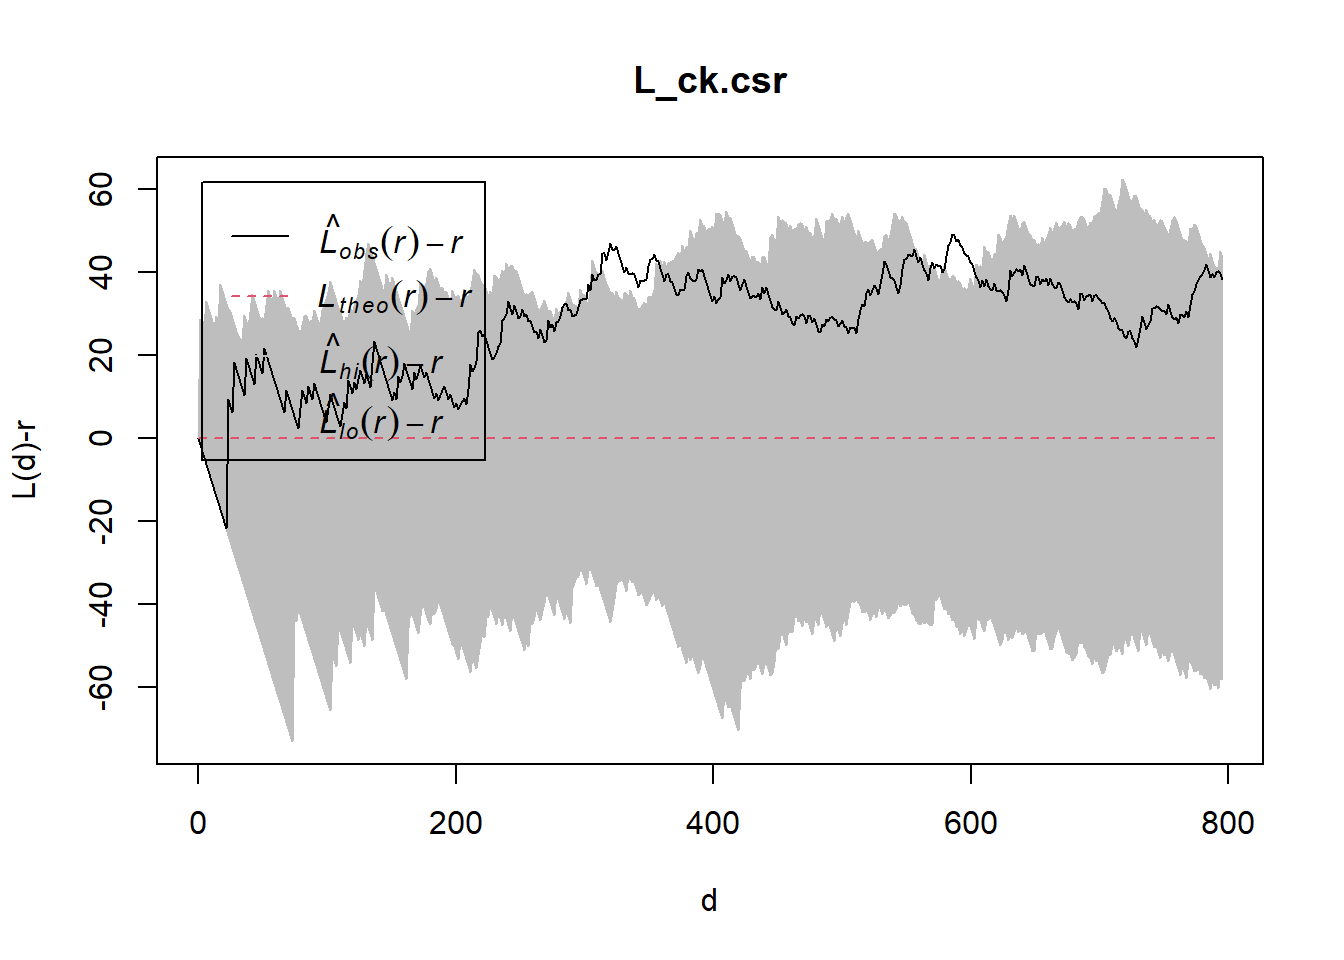 L_ck.csr
L̂obs(r) – r
Ltheo(r) – r
L̂hi(r) – r
L̂lo(r) – r
L(d)-r
60
40
20
0
-20
-40
-60
0 200 400 600 800
d